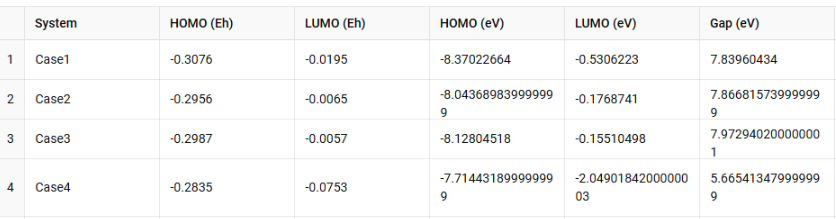 System HOMO (Eh) LUMO (Eh) HOMO (eV) LUMO (eV) Gap (eV)
1 Case1 -0.3076 -0.0195 -8.37022664 -0.5306223 7.83960434
2 Case2 -0.2956 -0.0065 -8.04368983999999 -0.1768741 7.86681573999999
9 9
3 Case3 -0.2987 -0.0057 -8.12804518 -0.15510498 7.97294020000000
1
4 Case4 -0.2835 -0.0753 -7.71443189999999 -2.04901842000000 5.66541347999999
9 03 9